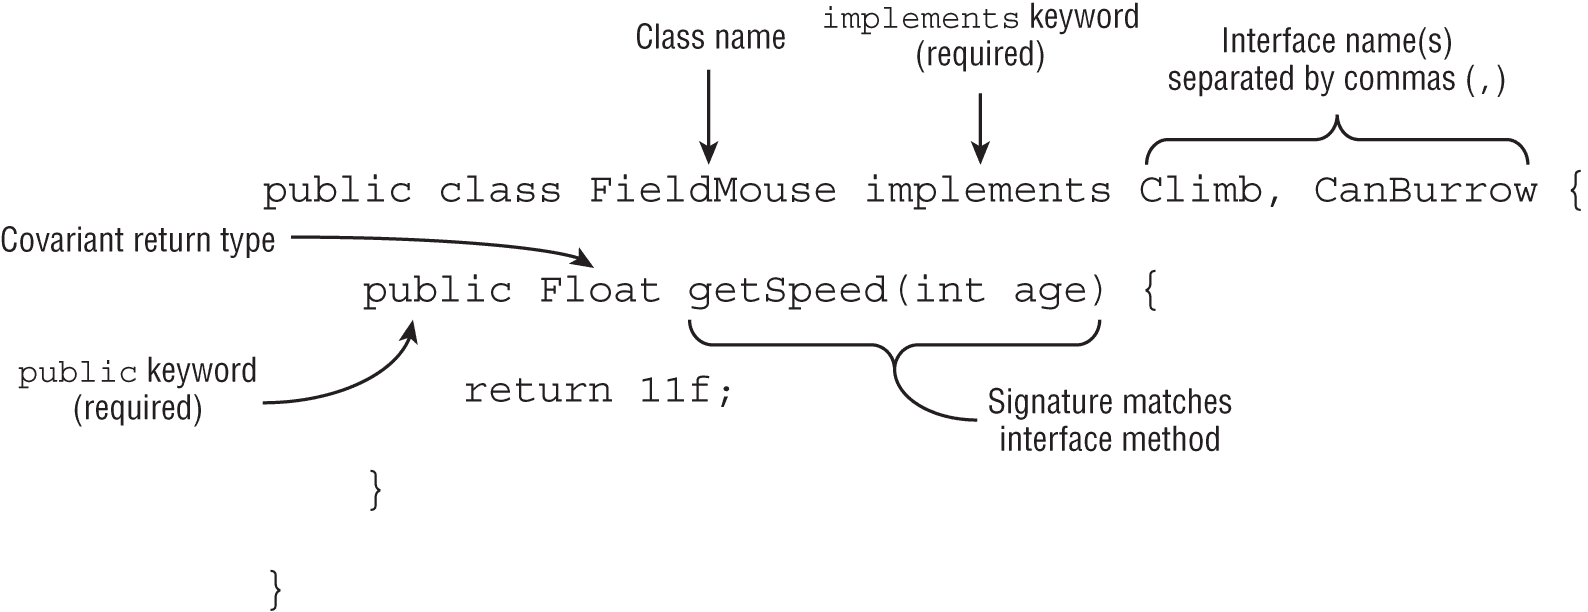 Class name
implements keyword
(required)
Interface name(s)
separated by commas (,)
public class FieldMouse implements Climb, CanBurrow {
Covariant return type
public Float getSpeed(int age) {
public keyword
(required)
return 11f;
Signature matches
interface method
}
}